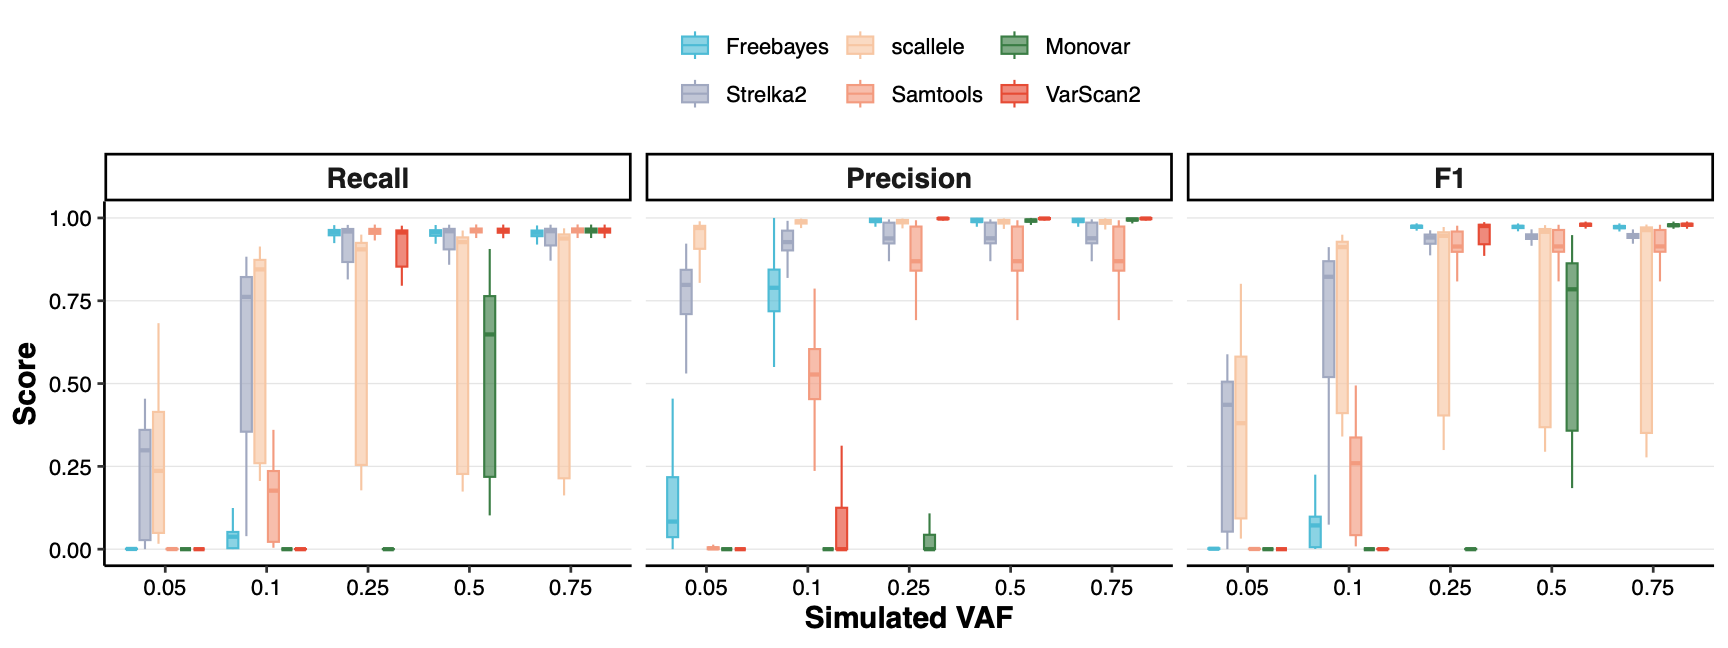 Freebayes scallele Monovar
Strelka2 Samtools VarScan2
Recall Precision F1
1.00
0.75
0.50
0.25
0.00
Score
0.05 0.1 0.25 0.5 0.75 0.05 0.1 0.25 0.5 0.75 0.05 0.1 0.25 0.5 0.75
Simulated VAF